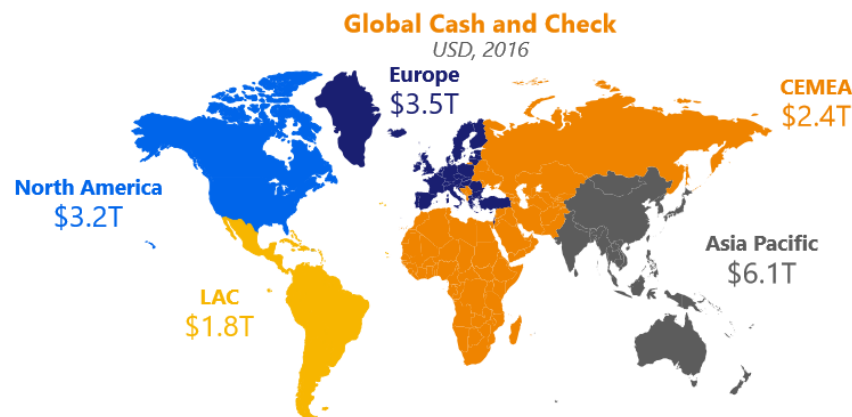 Global Cash and Check
USD, 2016
Europe
$3.5T
CEMEA
$2.4T
North America
$3.2T
Asia Pacific
$6.1T
LAC
$1.8T